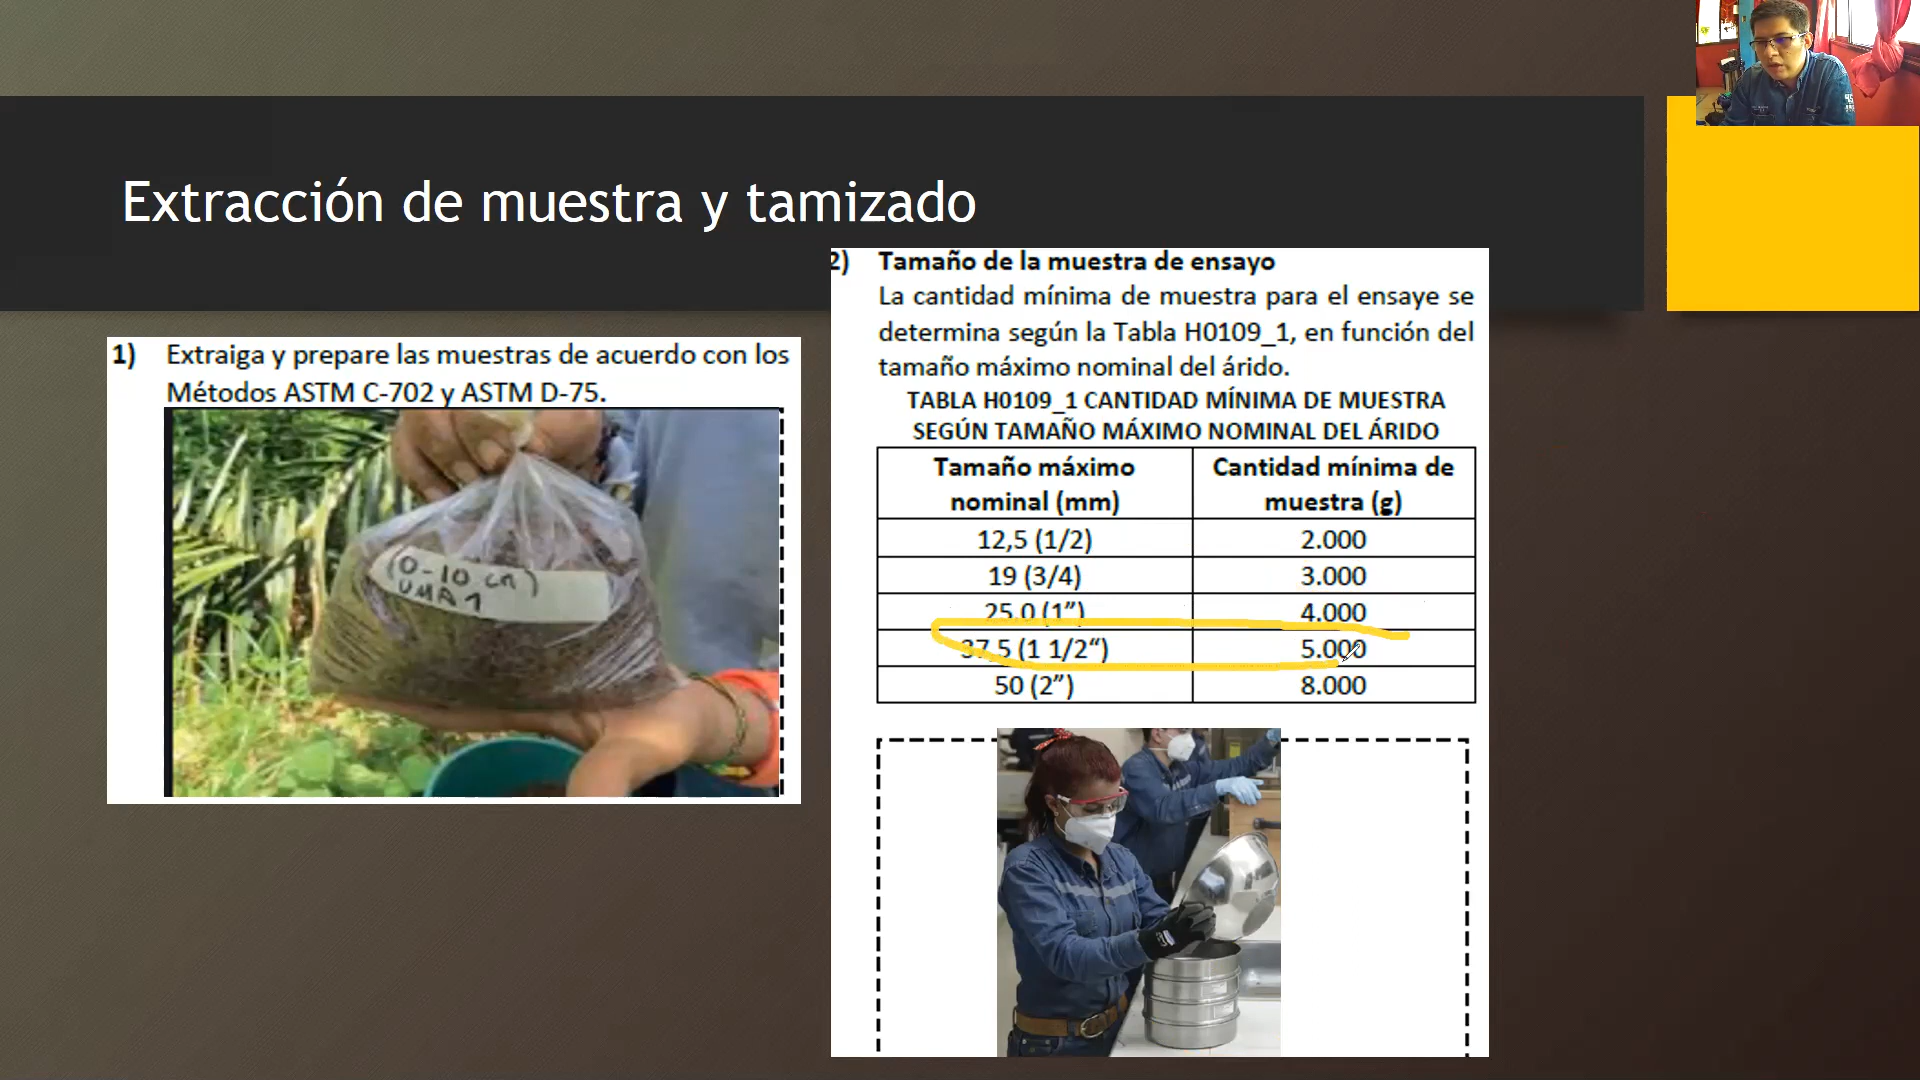 Extracción de muestra y tamizado
1) Extraiga y prepare las muestras de acuerdo con los
Métodos ASTM C-702 y ASTM D-75.
(0-10 cm)
UMA1
2) Tamaño de la muestra de ensayo
La cantidad mínima de muestra para el ensaye se
determina según la Tabla H0109_1, en función del
tamaño máximo nominal del árido.
TABLA H0109_1 CANTIDAD MÍNIMA DE MUESTRA
SEGÚN TAMAÑO MÁXIMO NOMINAL DEL ÁRIDO
Tamaño máximo nominal (mm) Cantidad mínima de muestra (g)
12,5 (1/2) 2.000
19 (3/4) 3.000
25,0 (1”) 4.000
37,5 (1 1/2“) 5.000
50 (2”) 8.000